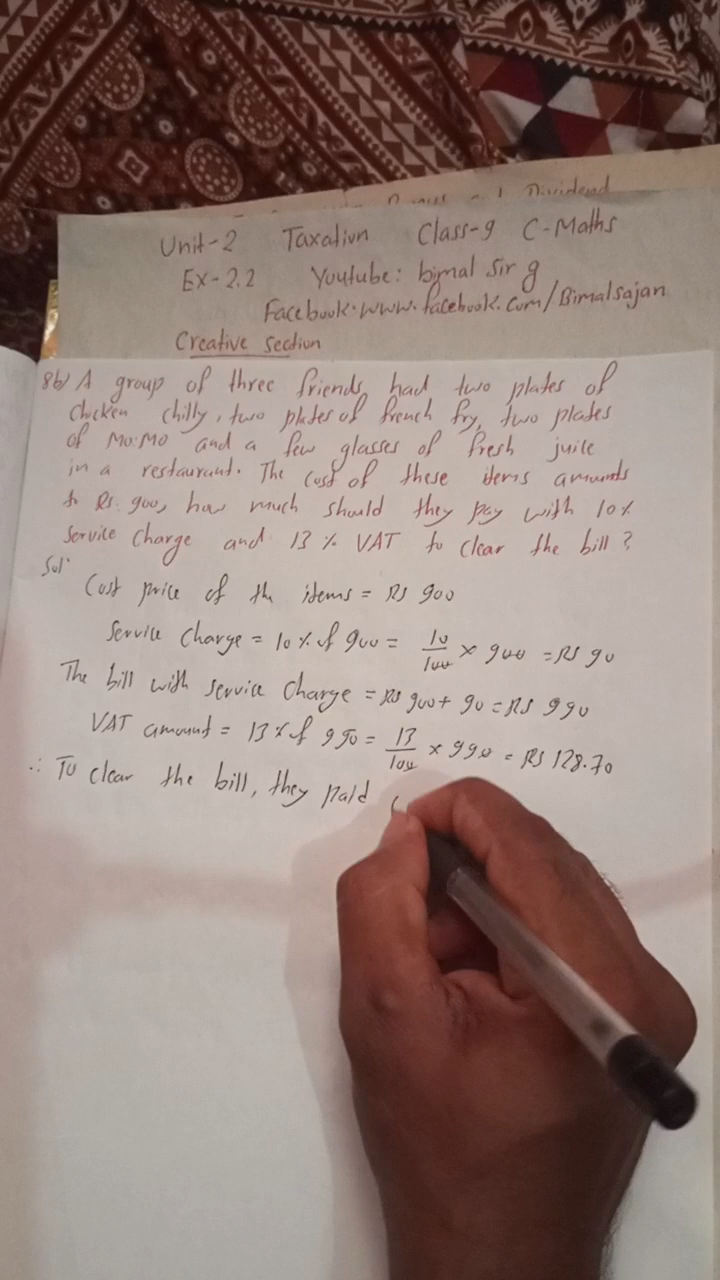 Dividend
Unit-2 Taxation Class-9 C-Maths
Ex-2.2 Youtube: bimal sir g
Facebook.www.facebook.com/Bimalsajan
Creative section
8b) A group of three friends had two plates of
chicken chilly, two plates of french fry, two plates
of Mo:Mo and a few glasses of fresh juice
in a restaurant. The cost of these items amounts
to Rs. 900, how much should they pay with 10%
service charge and 13% VAT to clear the bill?
Solⁿ
Cost price of the items = Rs 900
Service charge = 10% of 900 = 10/100 × 900 = Rs 90
The bill with service charge = Rs 900 + 90 = Rs 990
VAT amount = 13% of 990 = 13/100 × 990 = Rs 128.70
∴ To clear the bill, they paid (